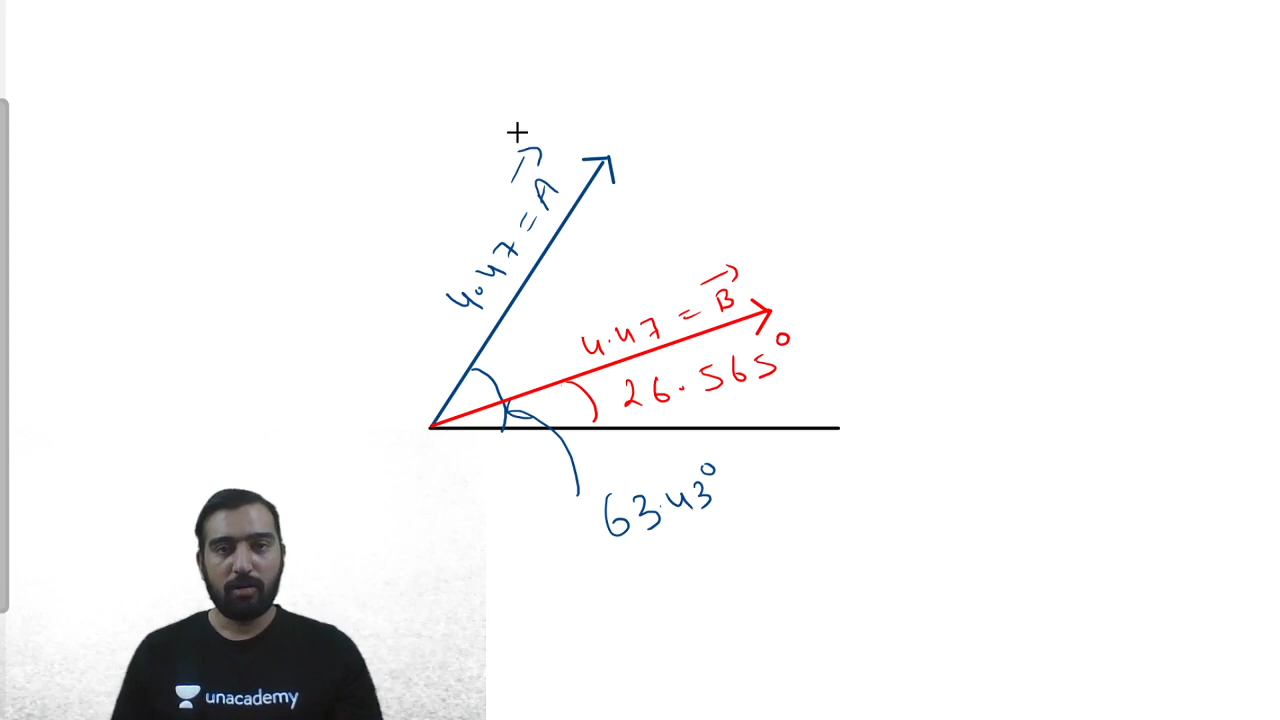 4.47 = A
4.47 = B
26.565°
63.43°
unacademy